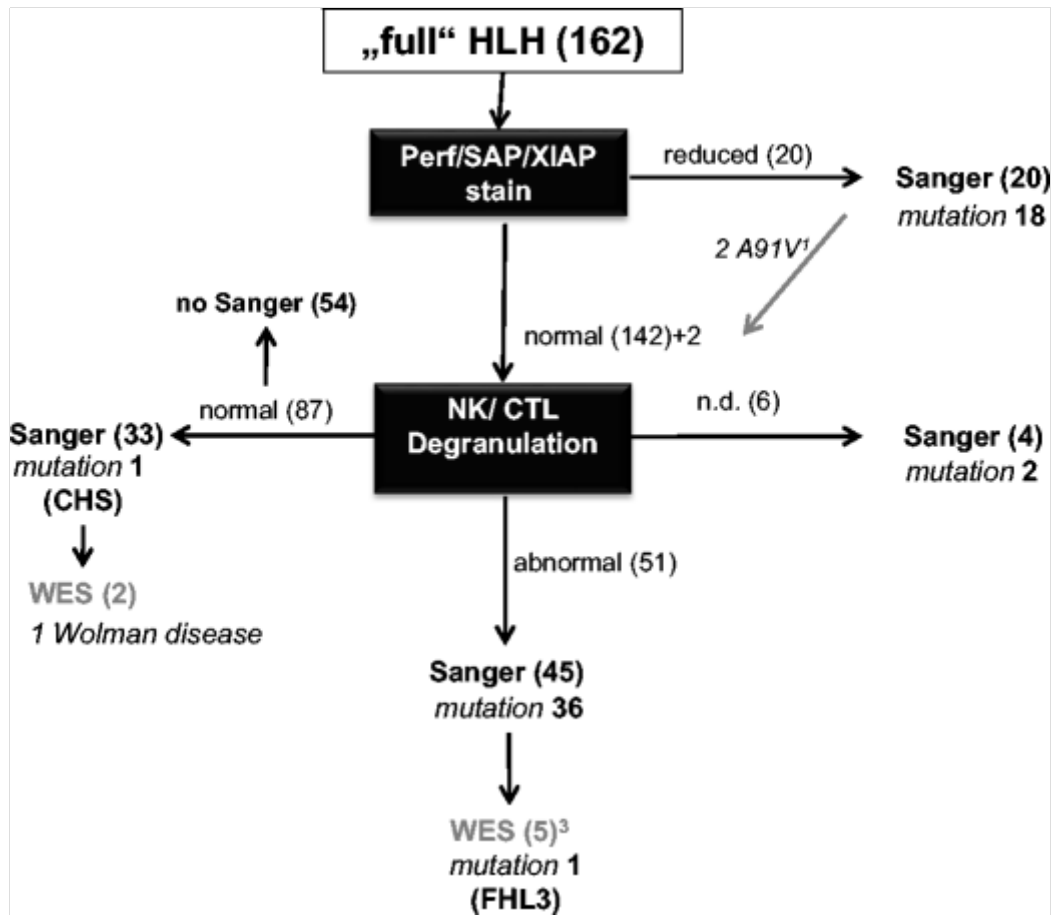 „full“ HLH (162)
Perf/SAP/XIAP
stain
reduced (20)
Sanger (20)
mutation 18
2 A91V¹
normal (142)+2
no Sanger (54)
normal (87)
NK/ CTL
Degranulation
n.d. (6)
Sanger (33)
mutation 1
(CHS)
Sanger (4)
mutation 2
WES (2)
1 Wolman disease
abnormal (51)
Sanger (45)
mutation 36
WES (5)³
mutation 1
(FHL3)